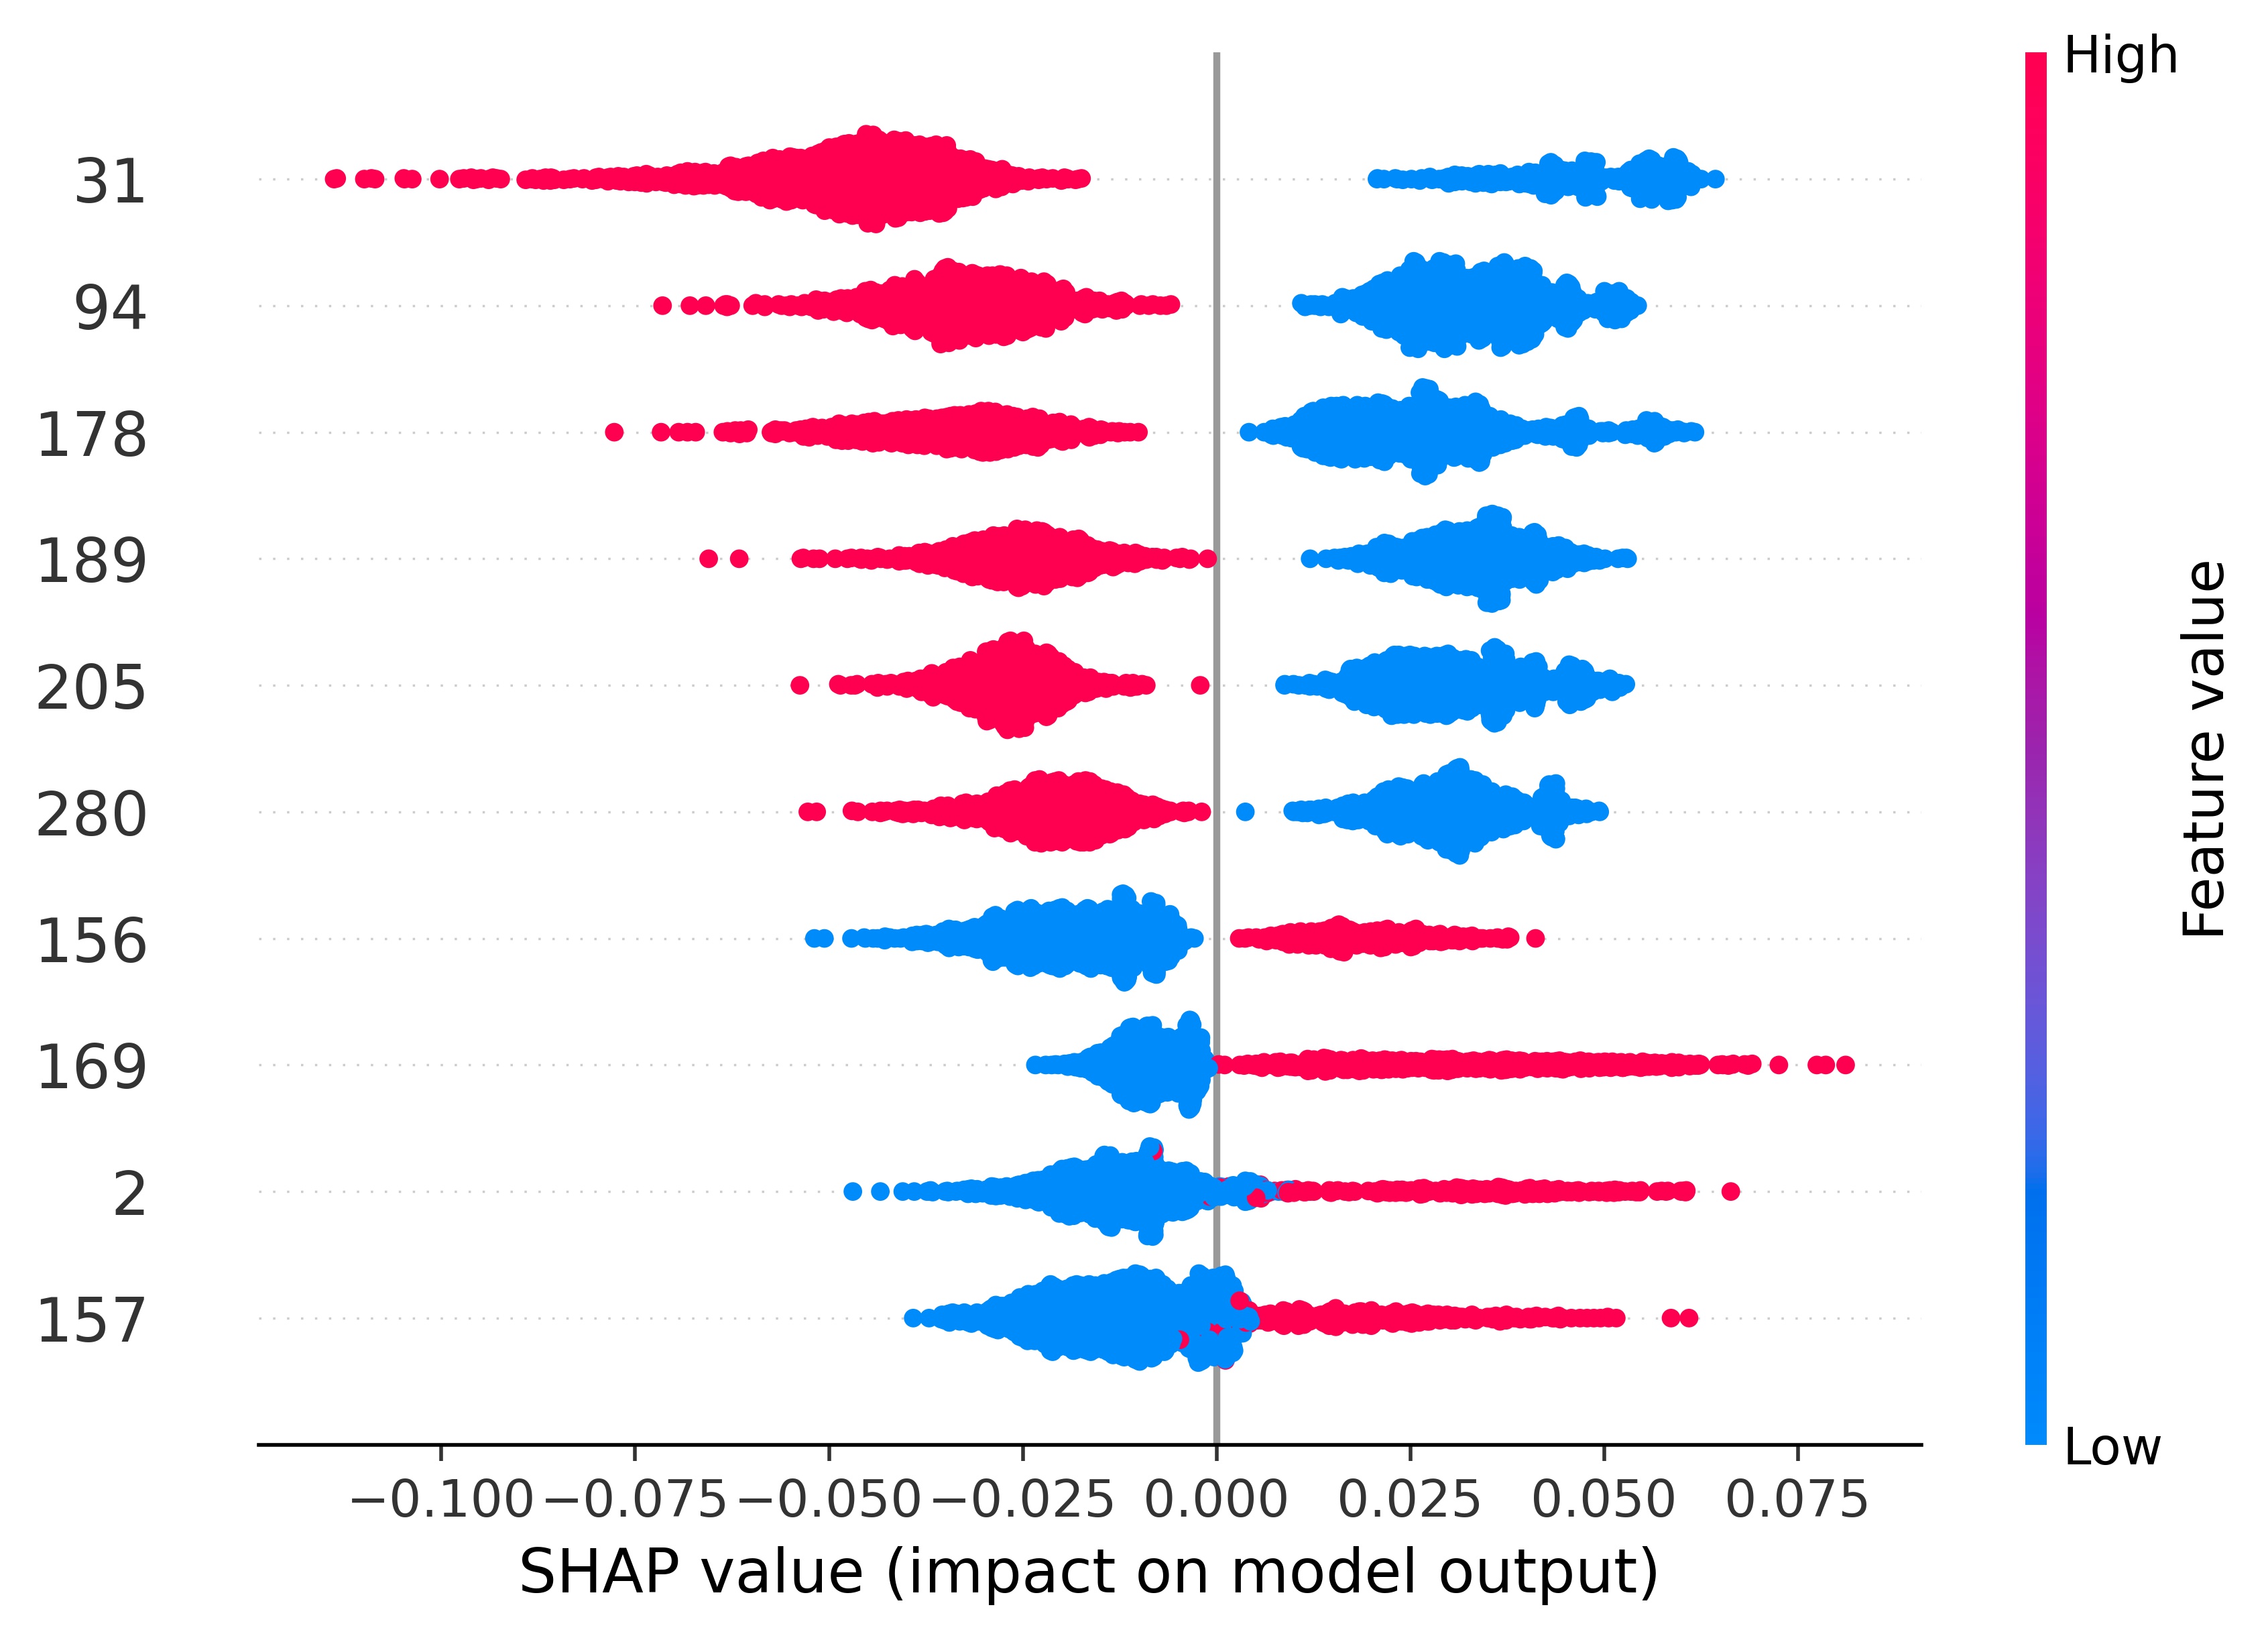 High
31
94
178
189
205
280
156
169
2
157
Feature value
Low
−0.100 −0.075 −0.050 −0.025 0.000 0.025 0.050 0.075
SHAP value (impact on model output)